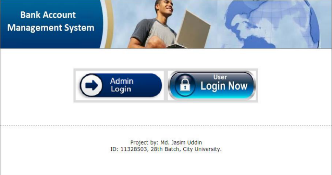 Bank Account
Management System
Admin
Login
User
Login Now
Project by: Md. Jasim Uddin
ID: 11328503, 28th Batch, City University.